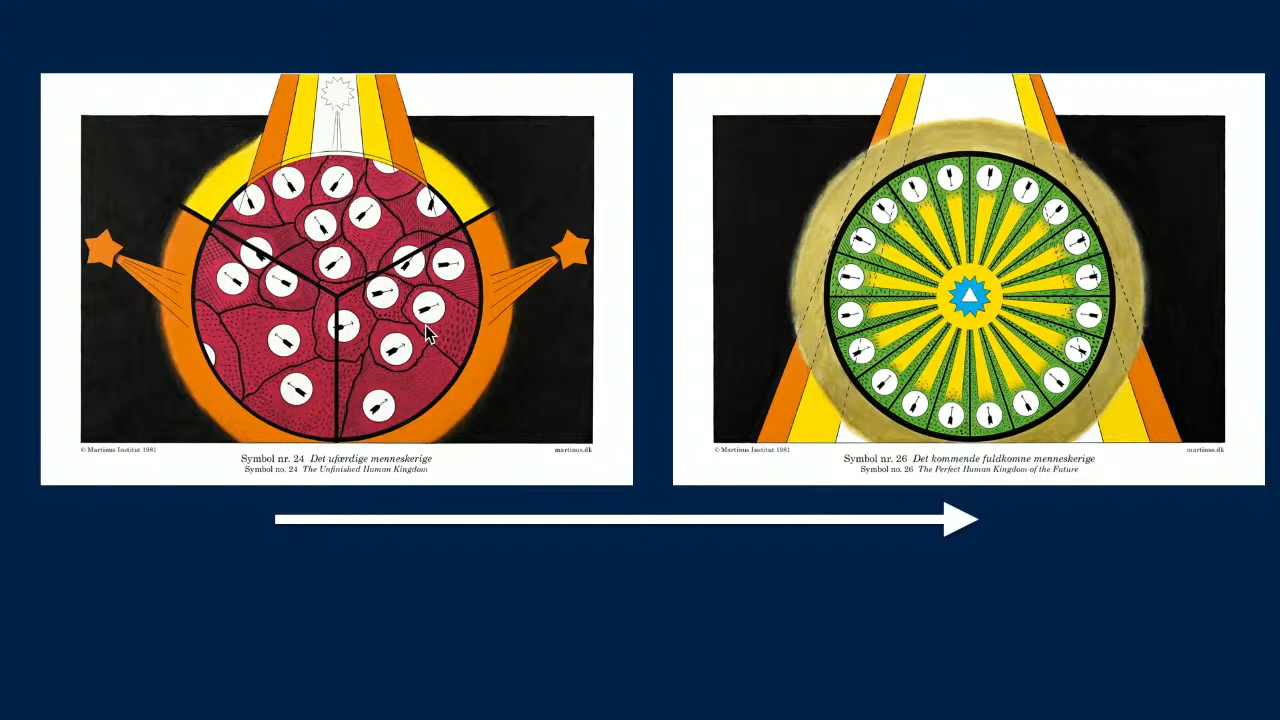 © Martinus Institut 1981
martinus.dk
Symbol nr. 24 Det ufærdige menneskerige
Symbol no. 24 The Unfinished Human Kingdom
© Martinus Institut 1981
martinus.dk
Symbol nr. 26 Det kommende fuldkomne menneskerige
Symbol no. 26 The Perfect Human Kingdom of the Future